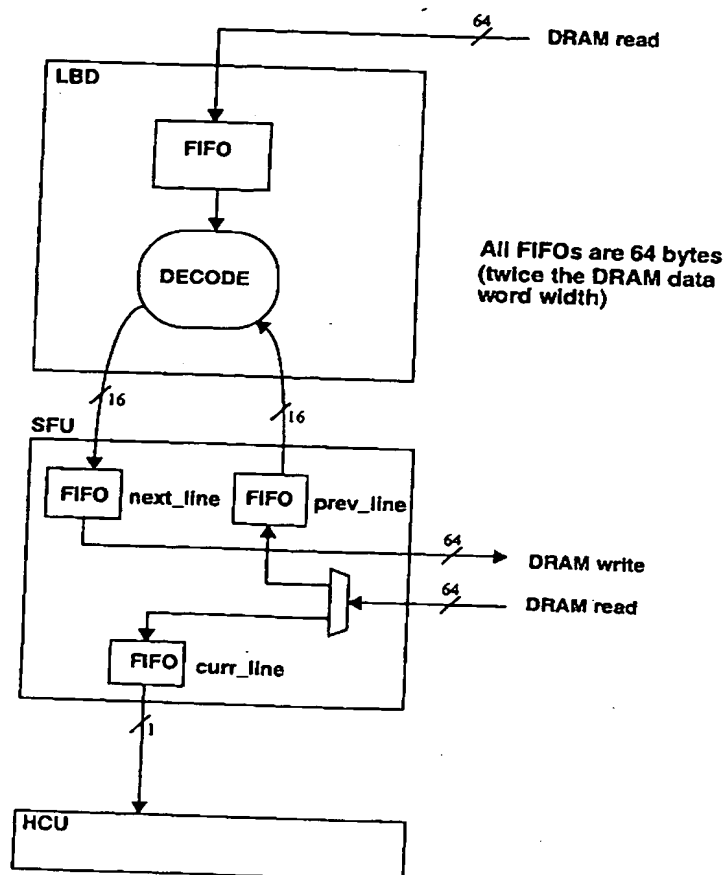 64
DRAM read
LBD
FIFO
DECODE
All FIFOs are 64 bytes
(twice the DRAM data
word width)
16
16
SFU
FIFO
next_line
FIFO
prev_line
64
DRAM write
64
DRAM read
FIFO
curr_line
1
HCU